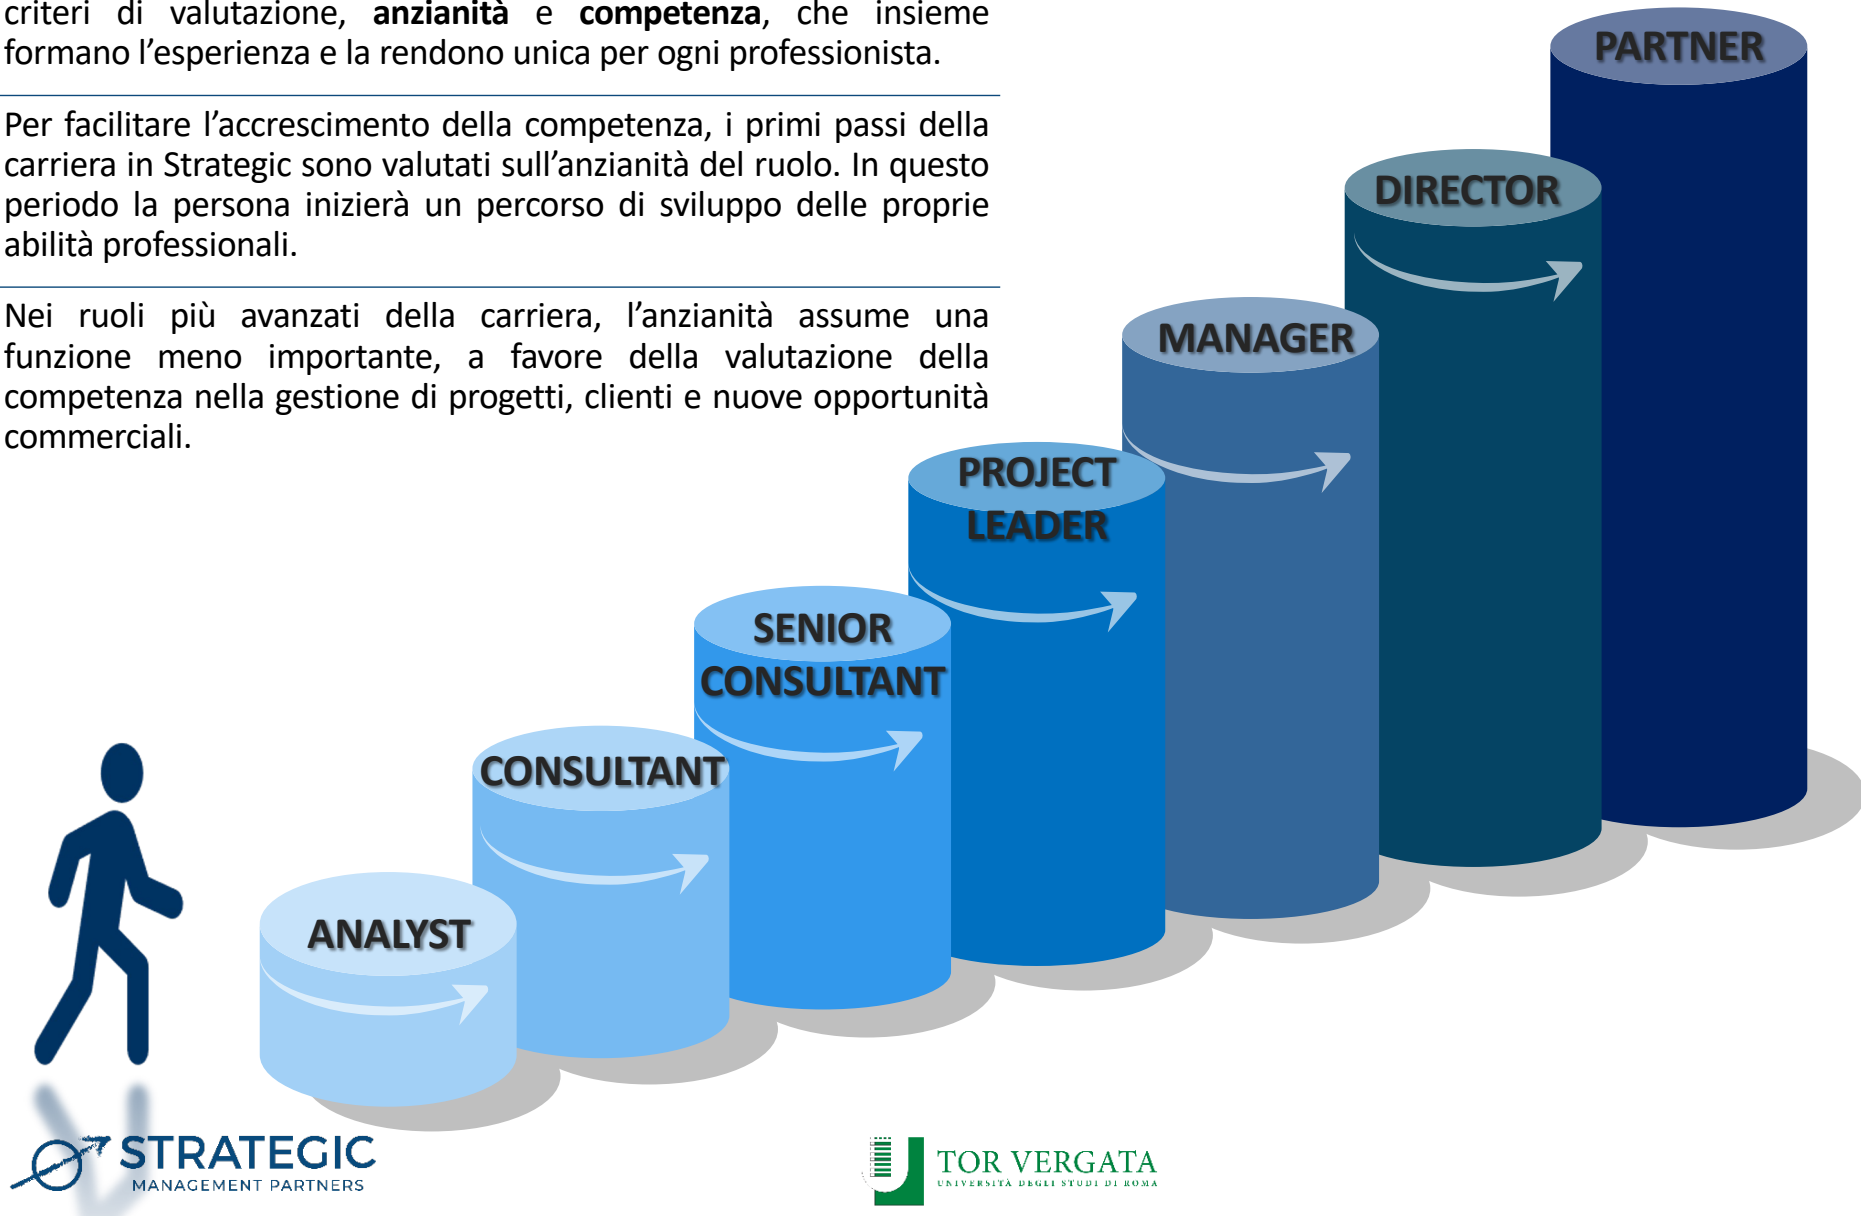 criteri di valutazione, anzianità e competenza, che insieme
formano l’esperienza e la rendono unica per ogni professionista.
Per facilitare l’accrescimento della competenza, i primi passi della
carriera in Strategic sono valutati sull’anzianità del ruolo. In questo
periodo la persona inizierà un percorso di sviluppo delle proprie
abilità professionali.
Nei ruoli più avanzati della carriera, l’anzianità assume una
funzione meno importante, a favore della valutazione della
competenza nella gestione di progetti, clienti e nuove opportunità
commerciali.
PARTNER
DIRECTOR
MANAGER
PROJECT
LEADER
SENIOR
CONSULTANT
CONSULTANT
ANALYST
STRATEGIC
MANAGEMENT PARTNERS
TOR VERGATA
UNIVERSITÀ DEGLI STUDI DI ROMA